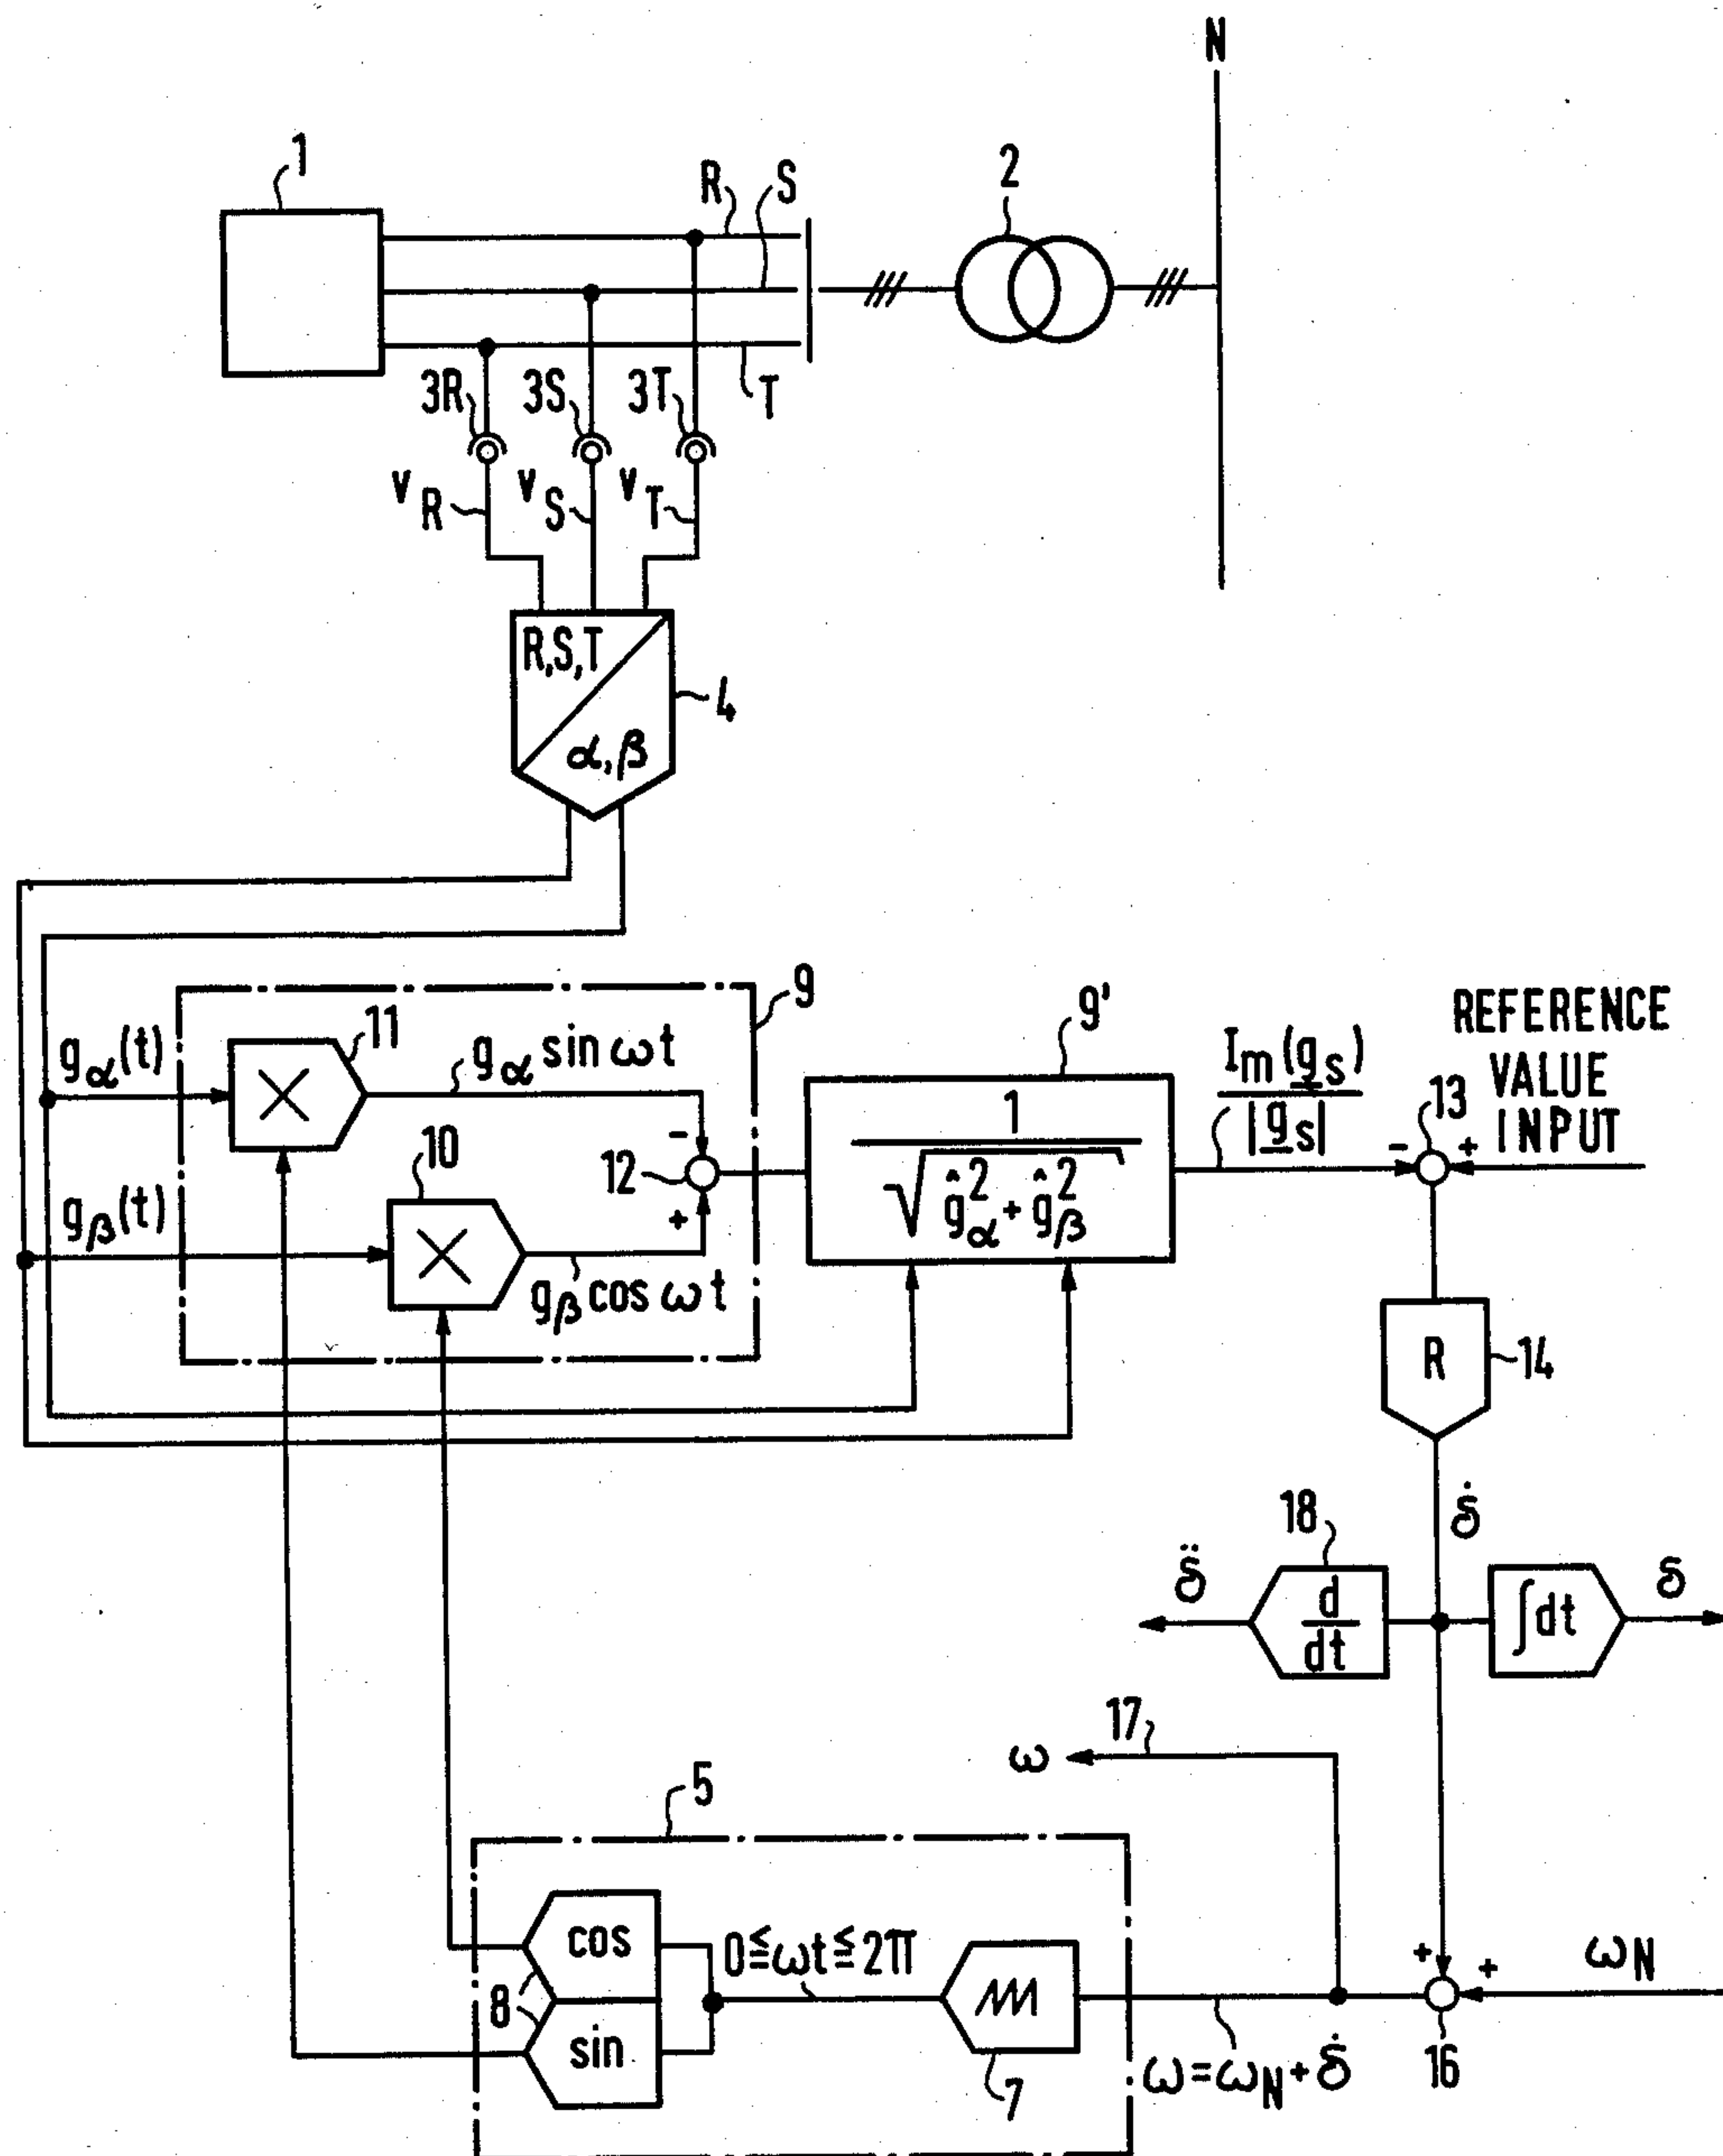 N
1
R
S
2
T
3R
3S
3T
vR
vS
vT
R,S,T
α,β
4
9
9'
REFERENCE
VALUE
INPUT
gα(t)
11
gα sin ωt
×
-
12
+
10
gβ(t)
×
gβ cos ωt
1
√ĝ²α + ĝ²β
Im(gs)
|gs|
-
13
+
R
14
δ̇
18
δ̈
d
dt
∫dt
δ
17
ω
5
cos
8
sin
0≦ωt≦2π
7
ω=ωN+δ̇
+
+
16
ωN